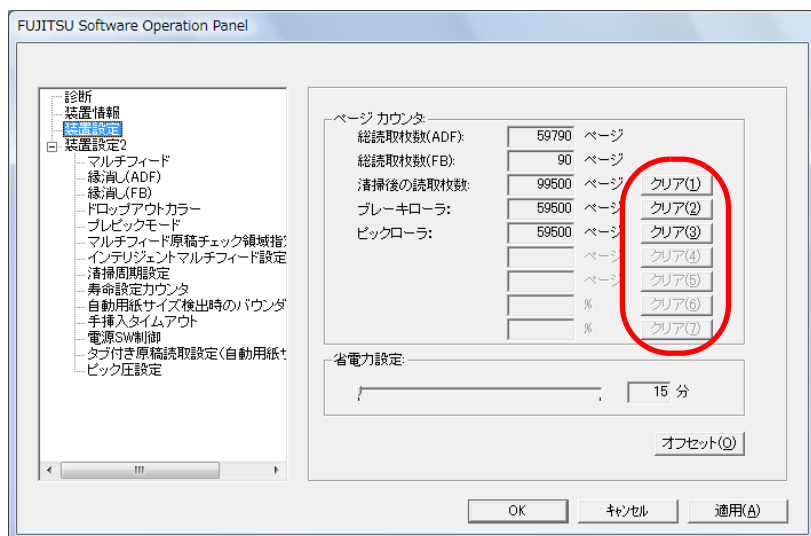 FUJITSU Software Operation Panel
診断
装置情報
装置設定
装置設定2
マルチフィード
縁消し(ADF)
縁消し(FB)
ドロップアウトカラー
プレピックモード
マルチフィード原稿チェック領域指
インテリジェントマルチフィード設定
清掃周期設定
寿命設定カウンタ
自動用紙サイズ検出時のバウンダ
手挿入タイムアウト
電源SW制御
タブ付き原稿読取設定(自動用紙サ
ピック圧設定
ページ カウンタ:
総読取枚数(ADF): 59790 ページ
総読取枚数(FB): 90 ページ
清掃後の読取枚数: 99500 ページ クリア(1)
ブレーキローラ: 59500 ページ クリア(2)
ピックローラ: 59500 ページ クリア(3)
ページ クリア(4)
ページ クリア(5)
% クリア(6)
% クリア(7)
省電力設定:
15 分
オフセット(O)
OK キャンセル 適用(A)